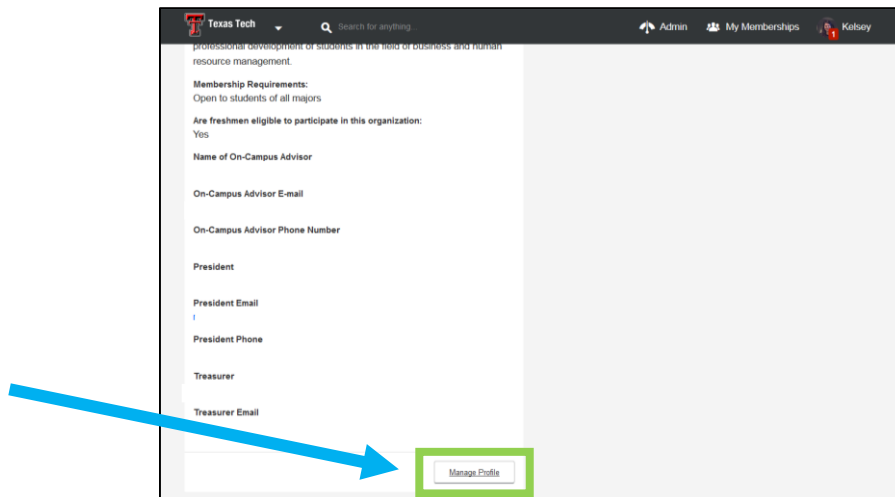 Texas Tech
Search for anything...
Admin
My Memberships
1
Kelsey
professional development of students in the field of business and human
resource management.
Membership Requirements:
Open to students of all majors
Are freshmen eligible to participate in this organization:
Yes
Name of On-Campus Advisor
On-Campus Advisor E-mail
On-Campus Advisor Phone Number
President
President Email
President Phone
Treasurer
Treasurer Email
Manage Profile